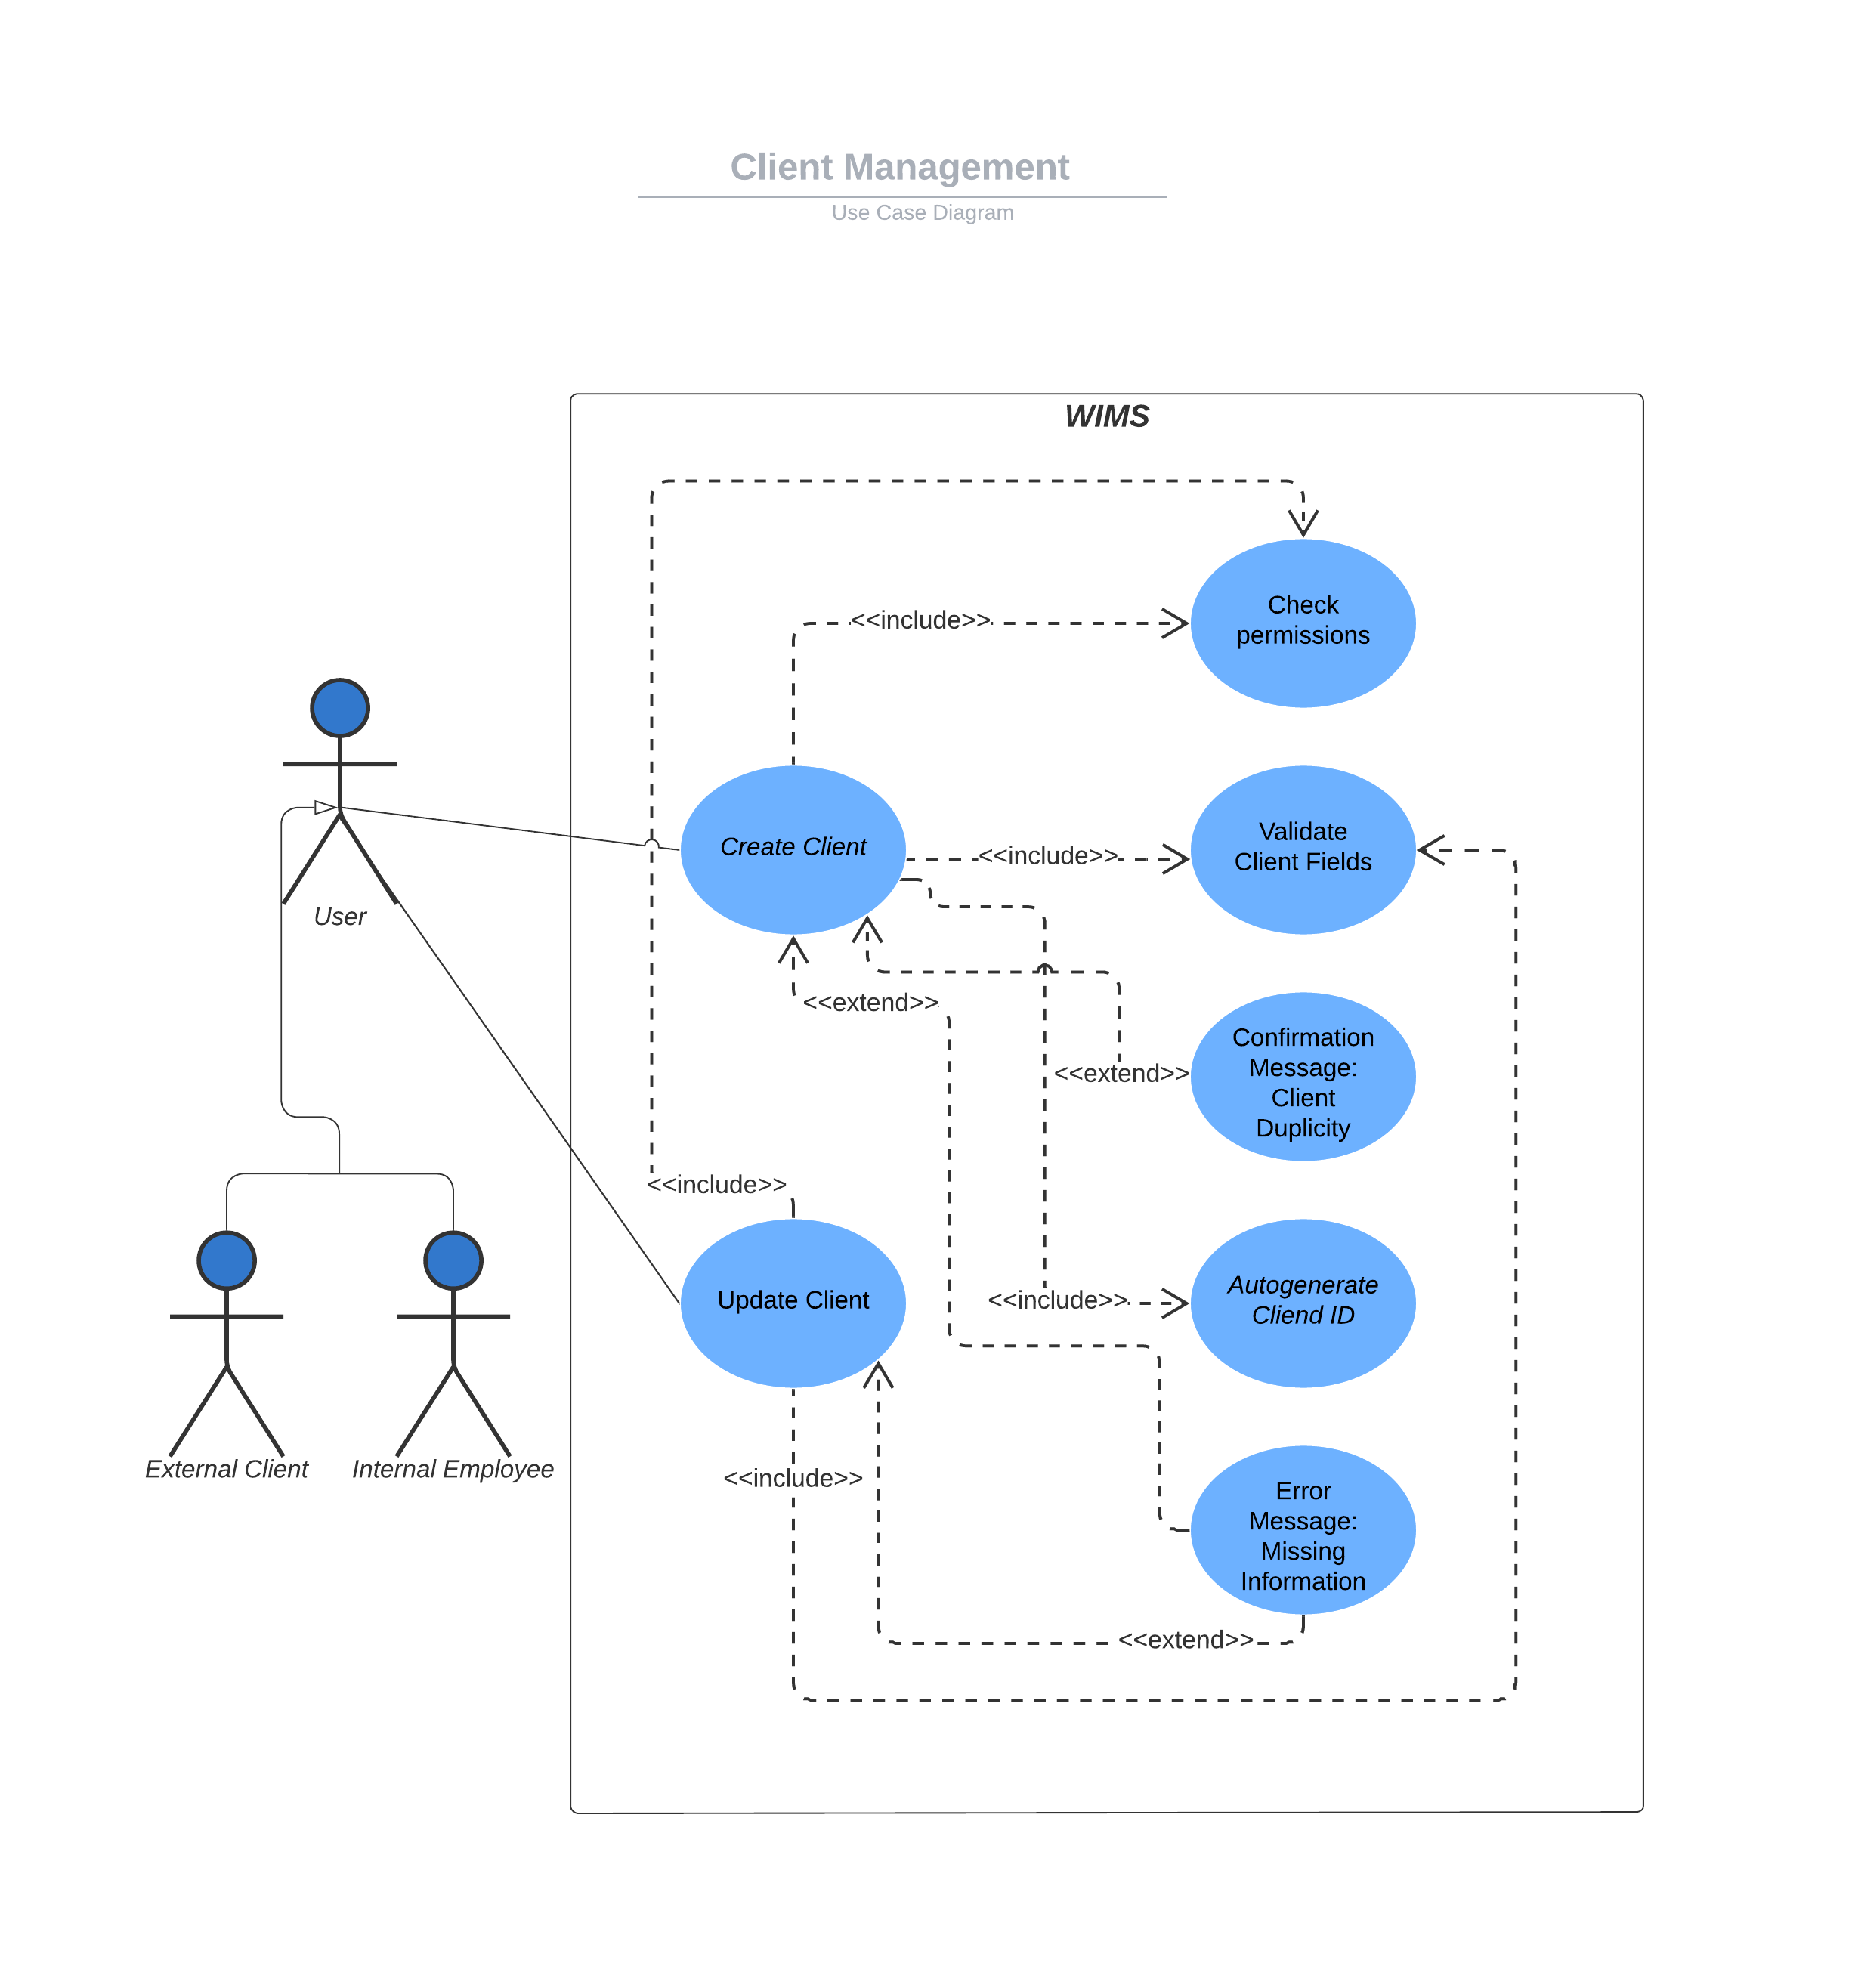 Client Management
Use Case Diagram
WIMS
Check
permissions
<<include>>
Create Client
<<include>>
Validate
Client Fields
User
<<extend>>
Confirmation
Message:
Client
Duplicity
<<extend>>
<<include>>
Update Client
<<include>>
Autogenerate
Cliend ID
External Client
Internal Employee
<<include>>
Error
Message:
Missing
Information
<<extend>>